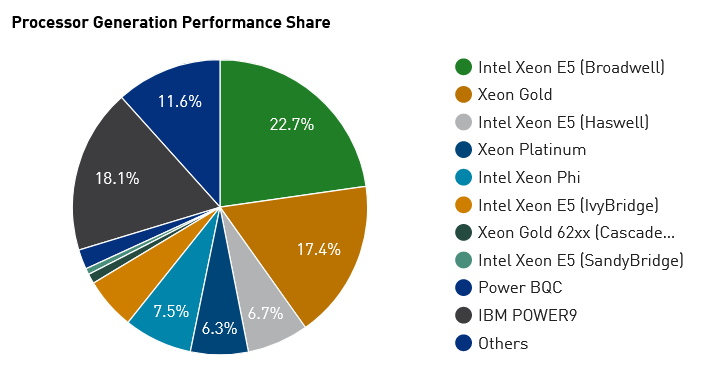 Processor Generation Performance Share
11.6%
22.7%
18.1%
17.4%
7.5%
6.3%
6.7%
Intel Xeon E5 (Broadwell)
Xeon Gold
Intel Xeon E5 (Haswell)
Xeon Platinum
Intel Xeon Phi
Intel Xeon E5 (IvyBridge)
Xeon Gold 62xx (Cascade...
Intel Xeon E5 (SandyBridge)
Power BQC
IBM POWER9
Others